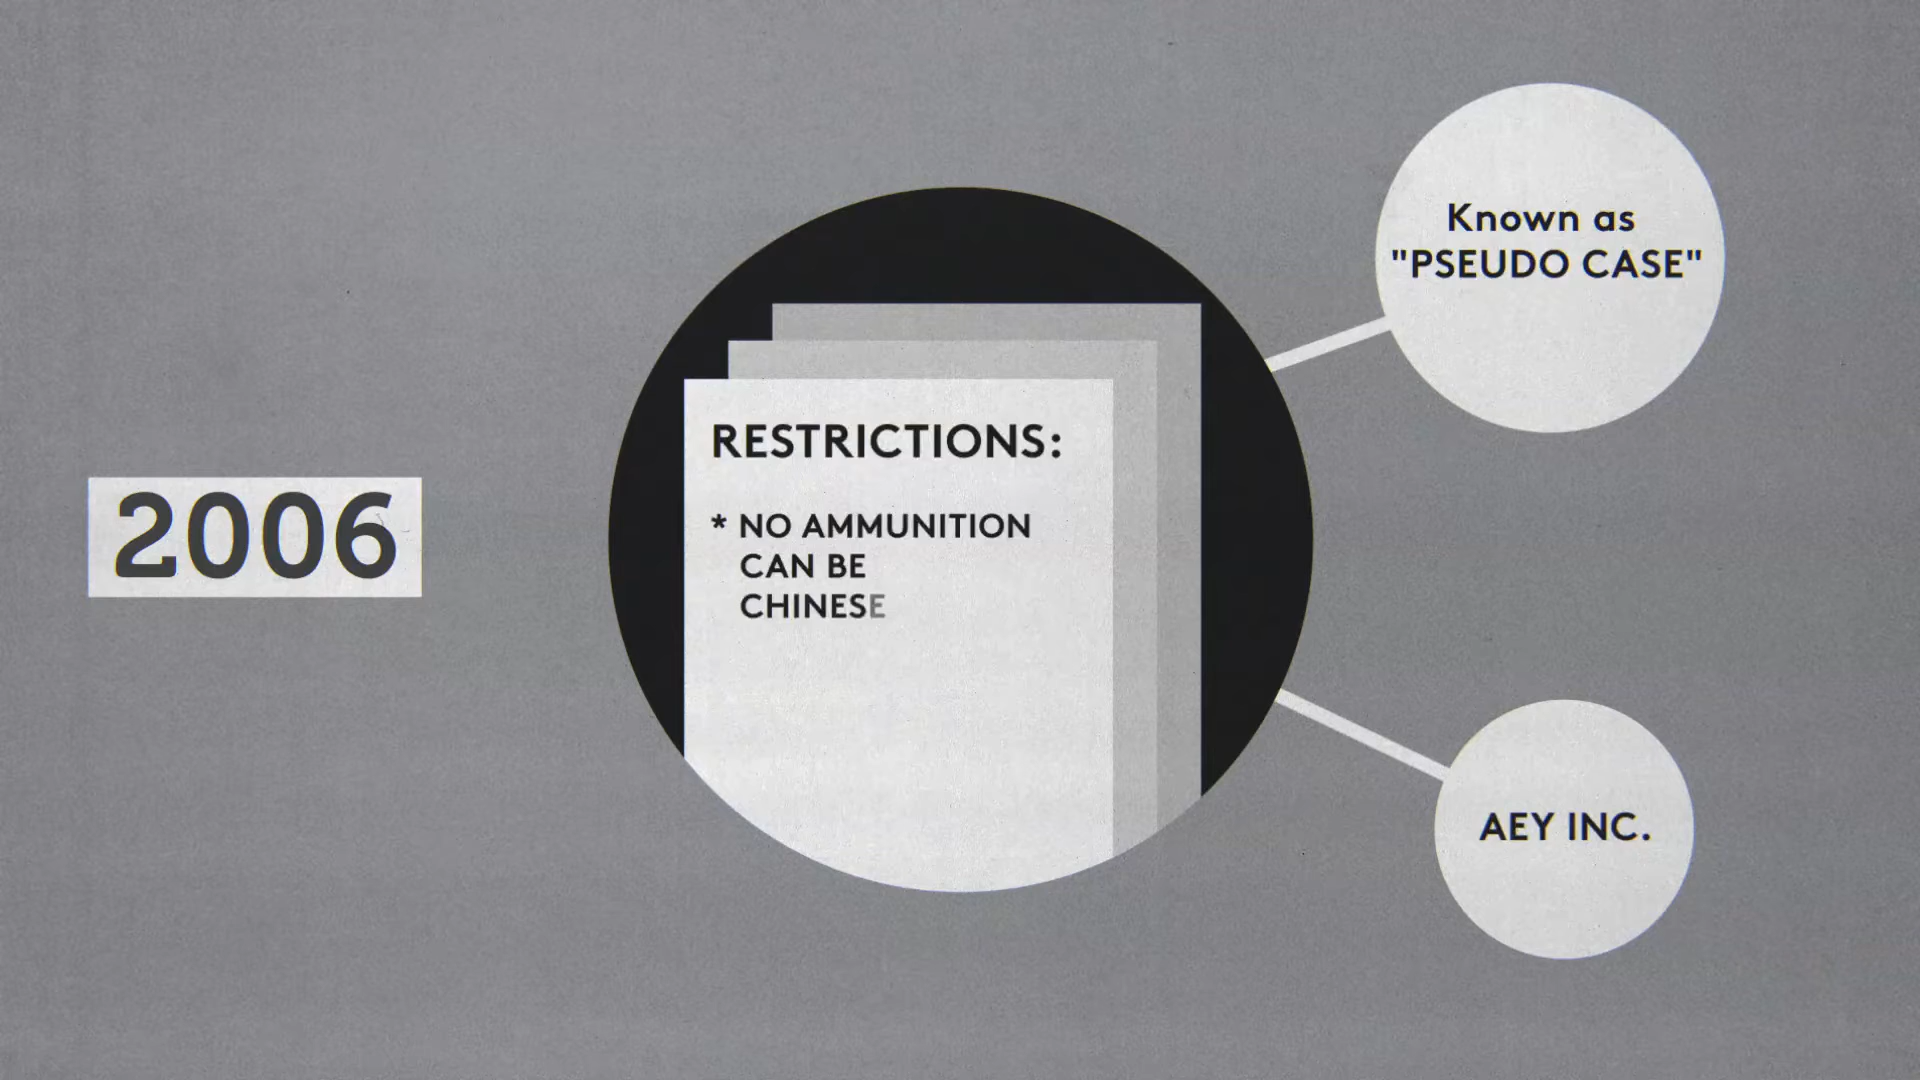 2006
RESTRICTIONS:
* NO AMMUNITION
CAN BE
CHINESE
Known as
"PSEUDO CASE"
AEY INC.